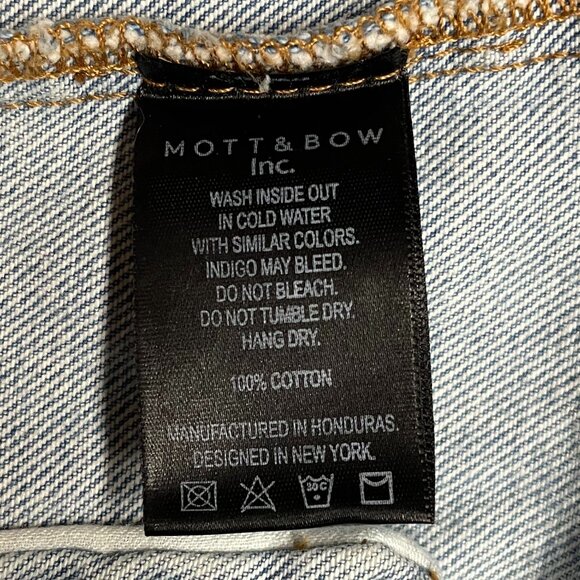 MOTT & BOW
Inc.
WASH INSIDE OUT
IN COLD WATER
WITH SIMILAR COLORS.
INDIGO MAY BLEED.
DO NOT BLEACH.
DO NOT TUMBLE DRY.
HANG DRY.
100% COTTON
MANUFACTURED IN HONDURAS.
DESIGNED IN NEW YORK.
30C